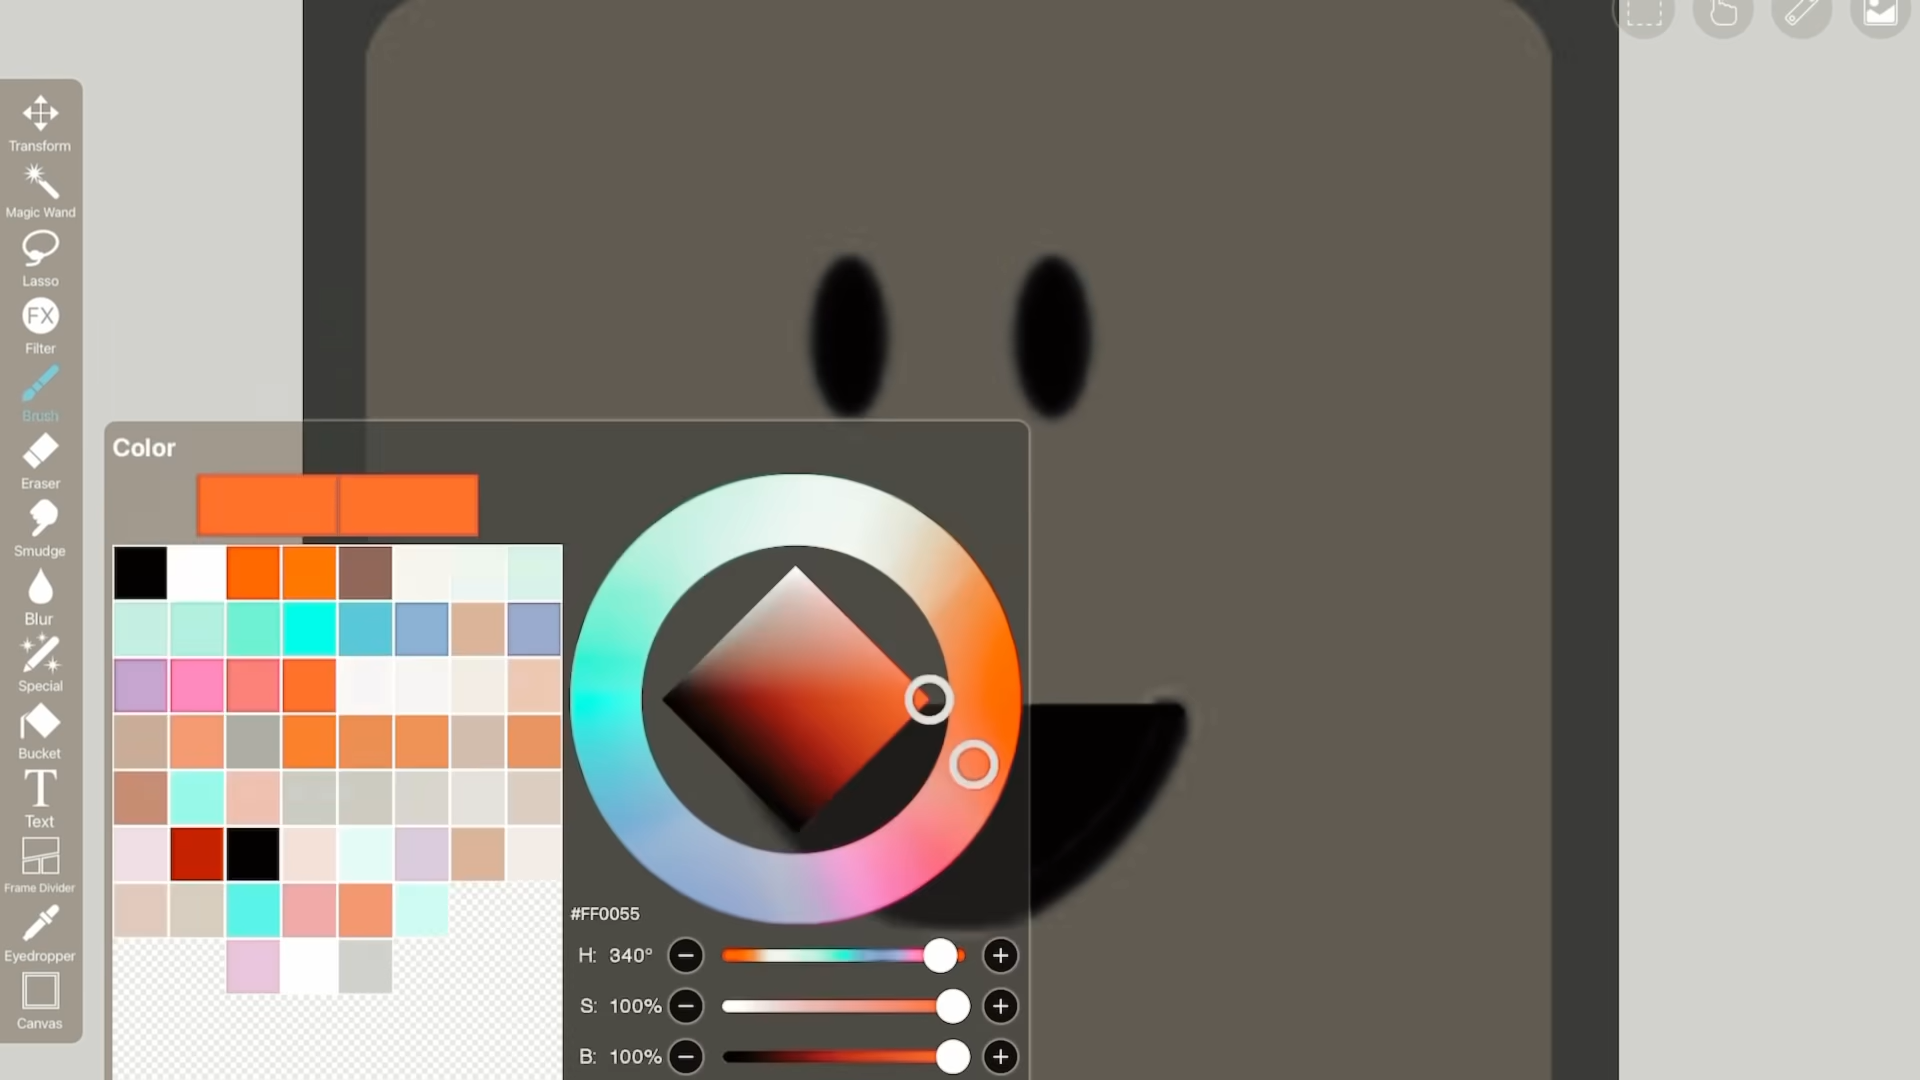 Transform
Magic Wand
Lasso
FX
Filter
Brush
Eraser
Smudge
Blur
Special
Bucket
T
Text
Frame Divider
Eyedropper
Canvas
Color
#FF0055
H: 340°
S: 100%
B: 100%